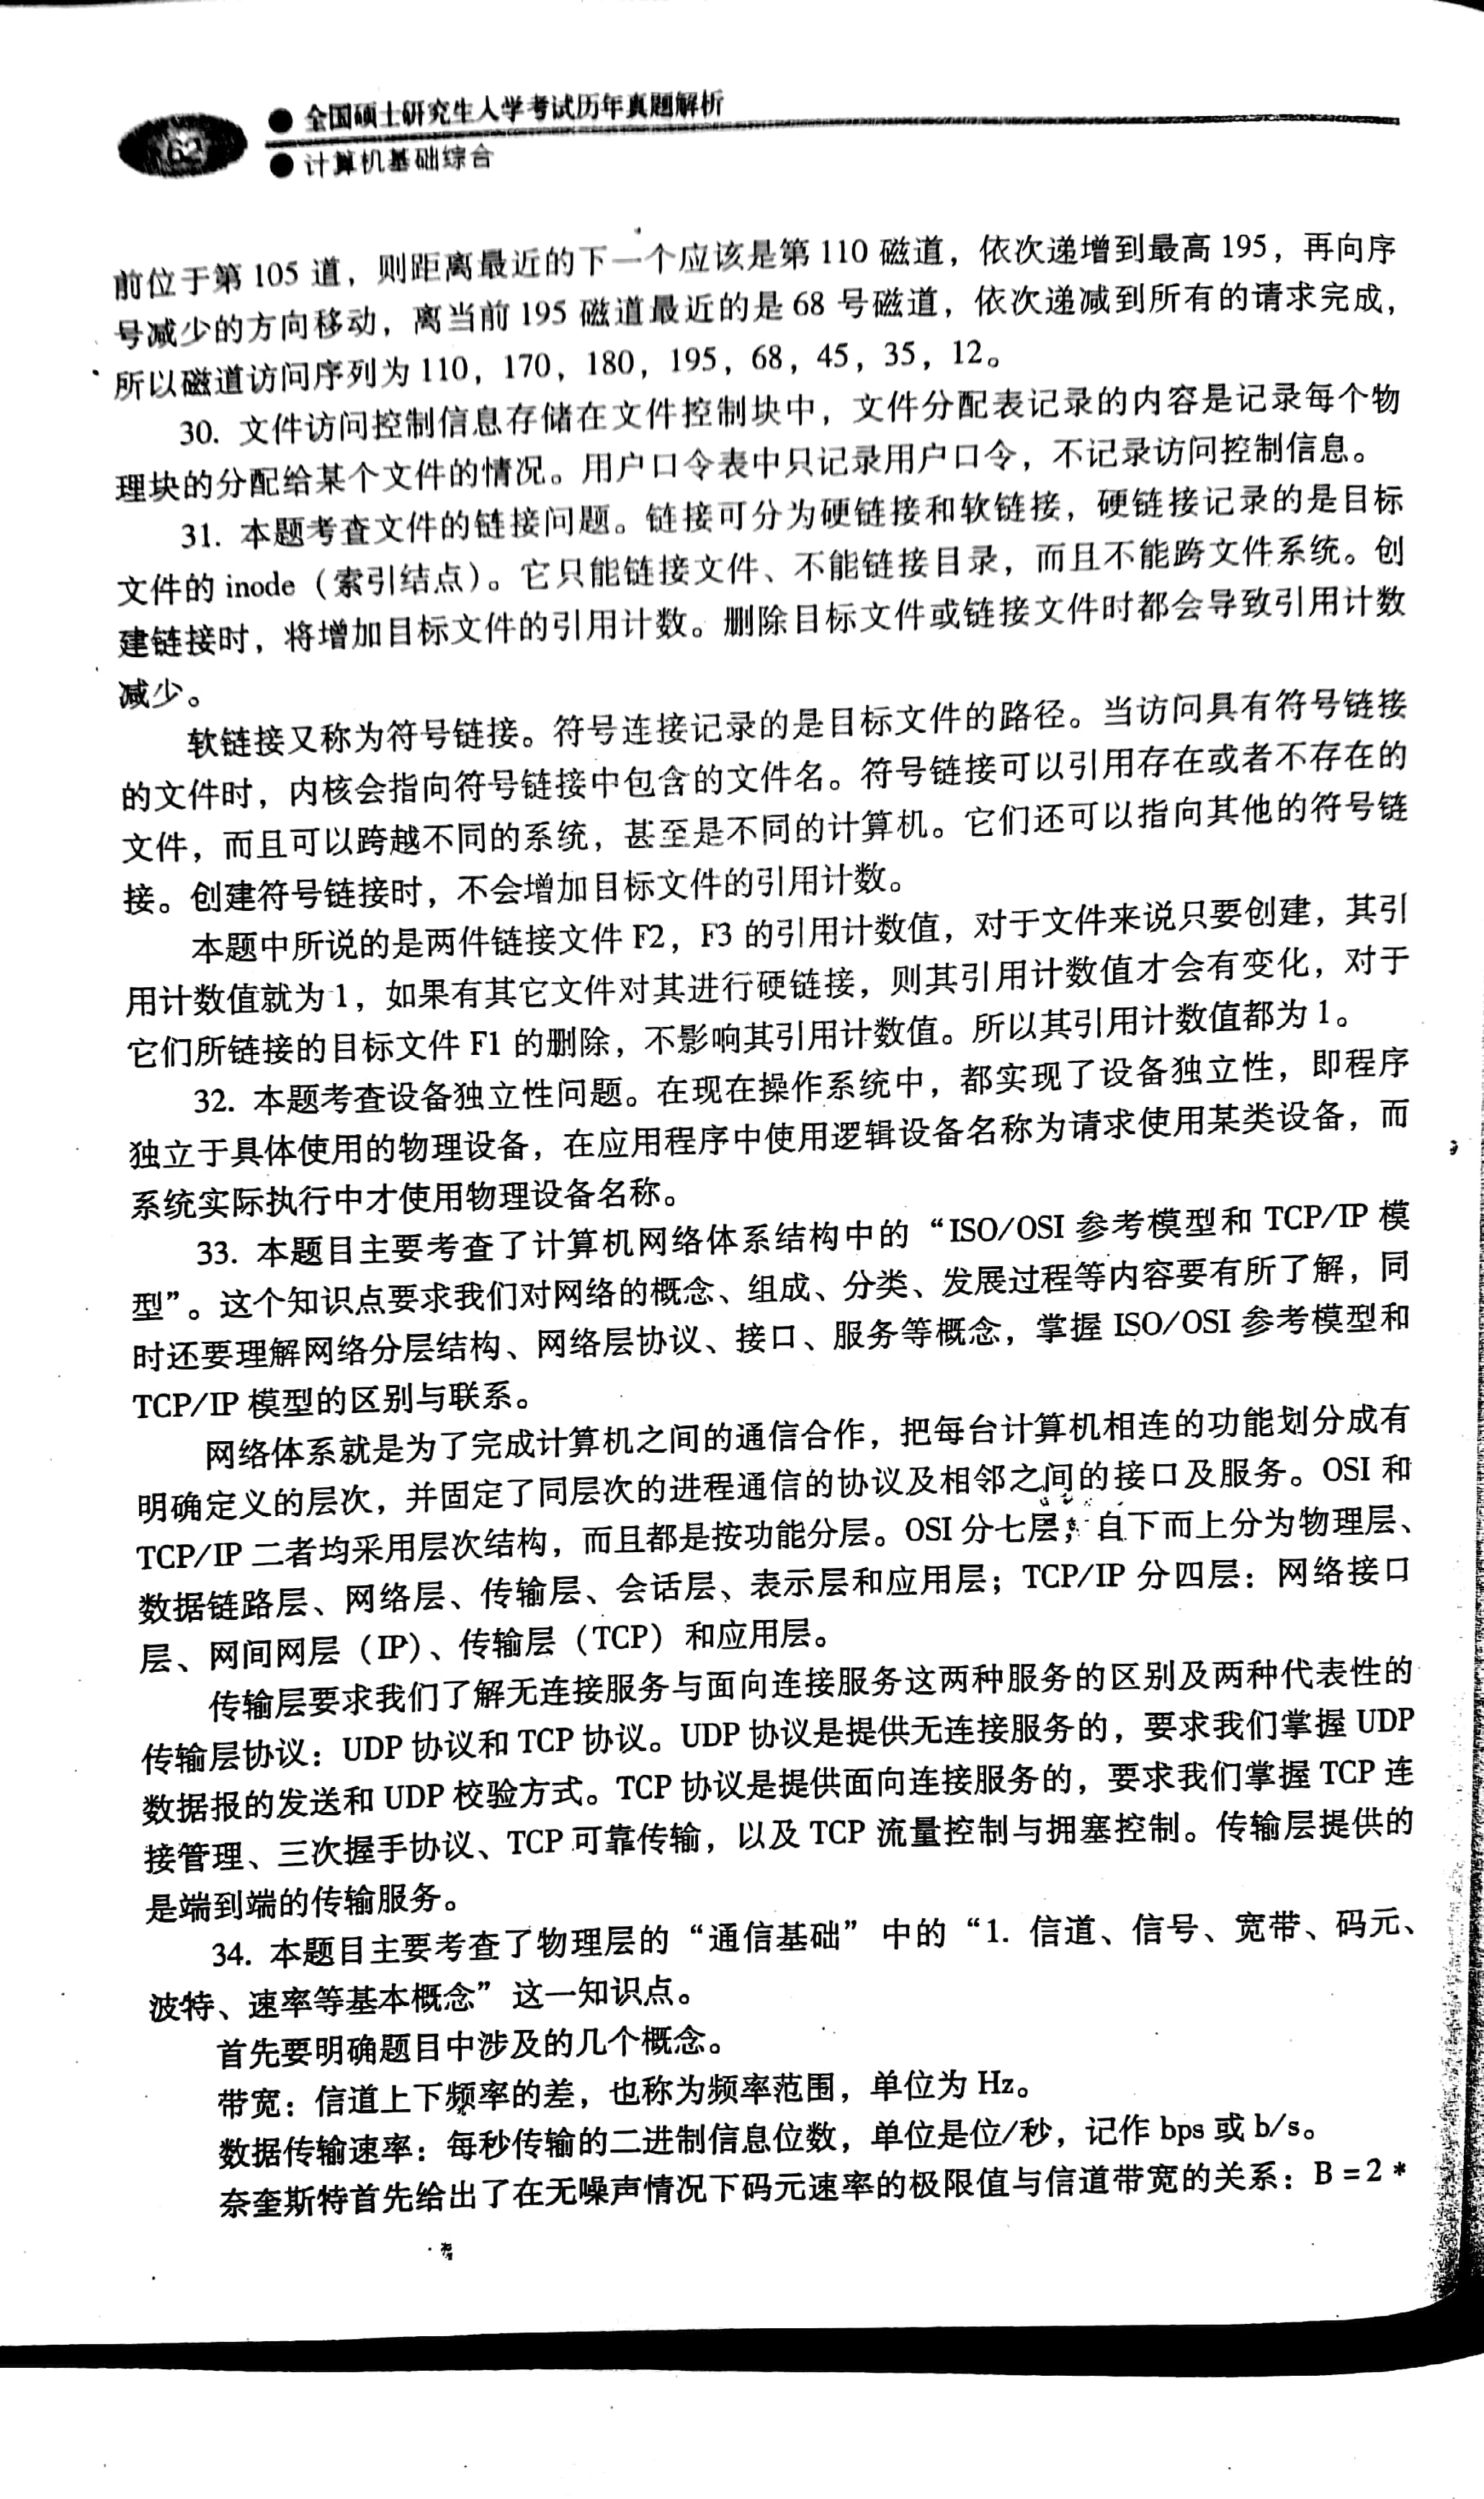 全国硕士研究生入学考试历年真题解析
62
计算机基础综合
前位于第 105 道，则距离最近的下一个应该是第 110 磁道，依次递增到最高 195，再向序
号减少的方向移动，离当前 195 磁道最近的是 68 号磁道，依次递减到所有的请求完成，
所以磁道访问序列为 110，170，180，195，68，45，35，12。
30. 文件访问控制信息存储在文件控制块中，文件分配表记录的内容是记录每个物
理块的分配给某个文件的情况。用户口令表中只记录用户口令，不记录访问控制信息。
31. 本题考查文件的链接问题。链接可分为硬链接和软链接，硬链接记录的是目标
文件的 inode（索引结点）。它只能链接文件、不能链接目录，而且不能跨文件系统。创
建链接时，将增加目标文件的引用计数。删除目标文件或链接文件时都会导致引用计数
减少。
软链接又称为符号链接。符号连接记录的是目标文件的路径。当访问具有符号链接
的文件时，内核会指向符号链接中包含的文件名。符号链接可以引用存在或者不存在的
文件，而且可以跨越不同的系统，甚至是不同的计算机。它们还可以指向其他的符号链
接。创建符号链接时，不会增加目标文件的引用计数。
本题中所说的是两件链接文件 F2，F3 的引用计数值，对于文件来说只要创建，其引
用计数值就为 1，如果有其它文件对其进行硬链接，则其引用计数值才会有变化，对于
它们所链接的目标文件 F1 的删除，不影响其引用计数值。所以其引用计数值都为 1。
32. 本题考查设备独立性问题。在现在操作系统中，都实现了设备独立性，即程序
独立于具体使用的物理设备，在应用程序中使用逻辑设备名称为请求使用某类设备，而
系统实际执行中才使用物理设备名称。
33. 本题目主要考查了计算机网络体系结构中的“ISO/OSI 参考模型和 TCP/IP 模
型”。这个知识点要求我们对网络的概念、组成、分类、发展过程等内容要有所了解，同
时还要理解网络分层结构、网络层协议、接口、服务等概念，掌握 ISO/OSI 参考模型和
TCP/IP 模型的区别与联系。
网络体系就是为了完成计算机之间的通信合作，把每台计算机相连的功能划分成有
明确定义的层次，并固定了同层次的进程通信的协议及相邻之间的接口及服务。OSI 和
TCP/IP 二者均采用层次结构，而且都是按功能分层。OSI 分七层，自下而上分为物理层、
数据链路层、网络层、传输层、会话层、表示层和应用层；TCP/IP 分四层：网络接口
层、网间网层（IP）、传输层（TCP）和应用层。
传输层要求我们了解无连接服务与面向连接服务这两种服务的区别及两种代表性的
传输层协议：UDP 协议和 TCP 协议。UDP 协议是提供无连接服务的，要求我们掌握 UDP
数据报的发送和 UDP 校验方式。TCP 协议是提供面向连接服务的，要求我们掌握 TCP 连
接管理、三次握手协议、TCP 可靠传输，以及 TCP 流量控制与拥塞控制。传输层提供的
是端到端的传输服务。
34. 本题目主要考查了物理层的“通信基础”中的“1. 信道、信号、宽带、码元、
波特、速率等基本概念”这一知识点。
首先要明确题目中涉及的几个概念。
带宽：信道上下频率的差，也称为频率范围，单位为 Hz。
数据传输速率：每秒传输的二进制信息位数，单位是位/秒，记作 bps 或 b/s。
奈奎斯特首先给出了在无噪声情况下码元速率的极限值与信道带宽的关系：B = 2 *